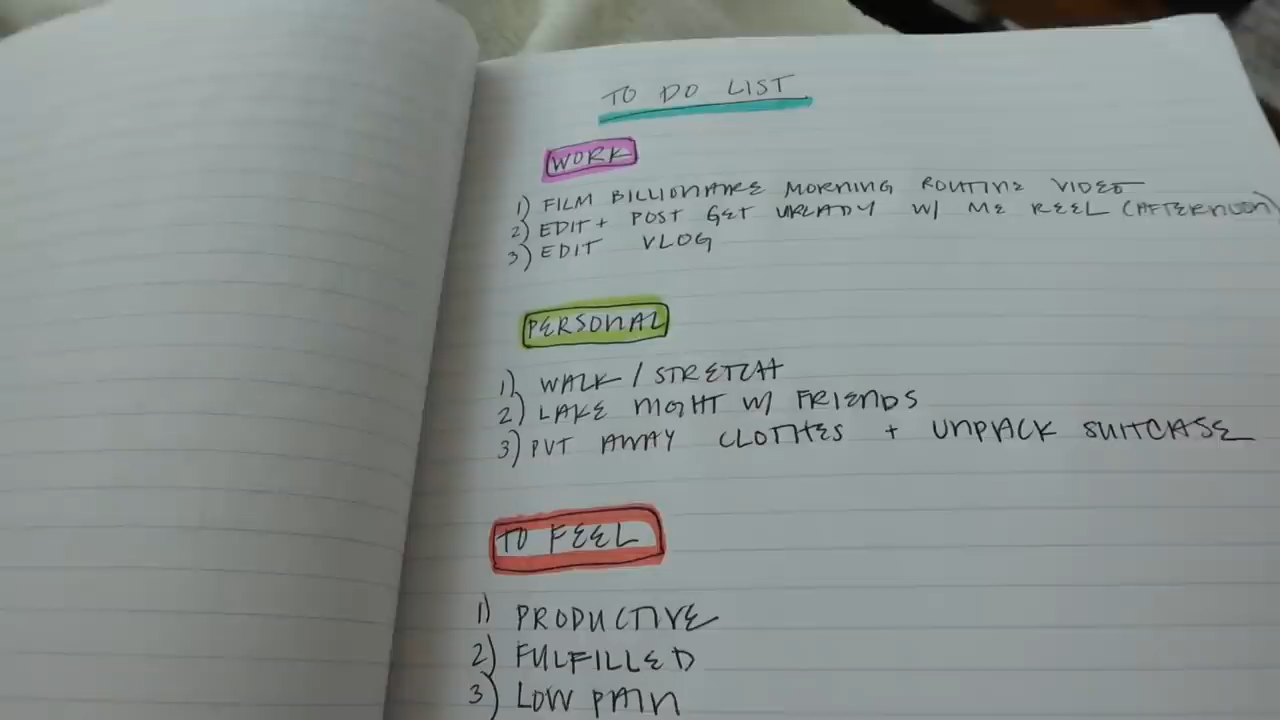 TO DO LIST
WORK
1) FILM BILLIONAIRE MORNING ROUTINE VIDEO
2) EDIT + POST GET UREADY W/ ME REEL (AFTERNOON)
3) EDIT VLOG
PERSONAL
1) WALK / STRETCH
2) LAKE NIGHT W/ FRIENDS
3) PUT AWAY CLOTHES + UNPACK SUITCASE
TO FEEL
1) PRODUCTIVE
2) FULFILLED
3) LOW PAIN